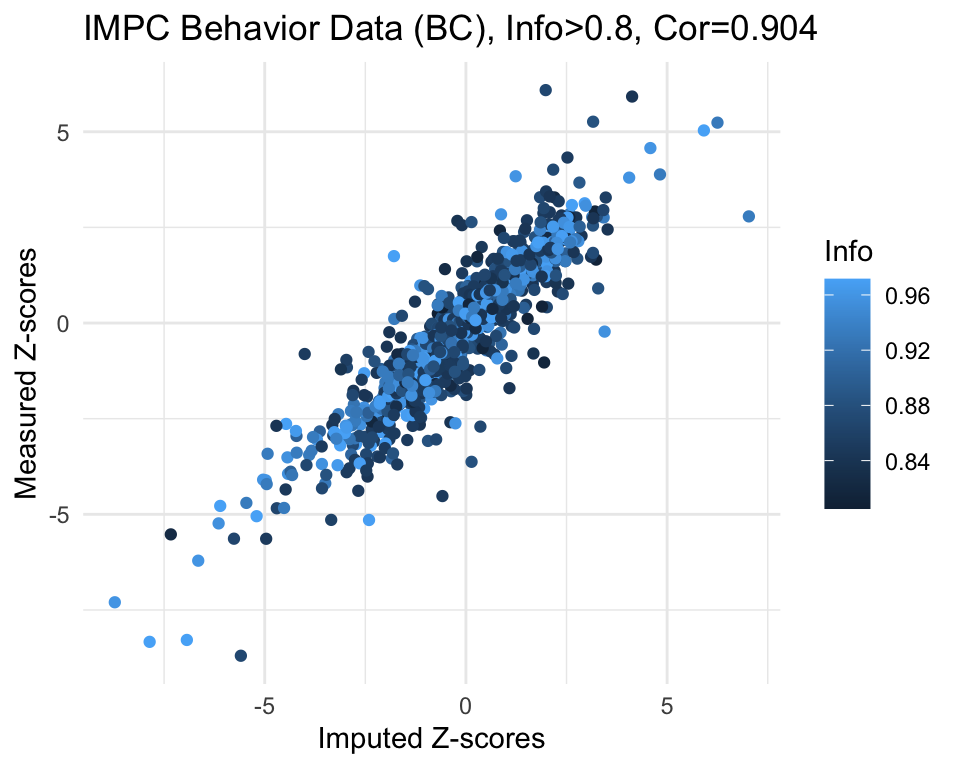 IMPC Behavior Data (BC), Info>0.8, Cor=0.904
5
0
-5
Measured Z-scores
-5
0
5
Imputed Z-scores
Info
0.96
0.92
0.88
0.84